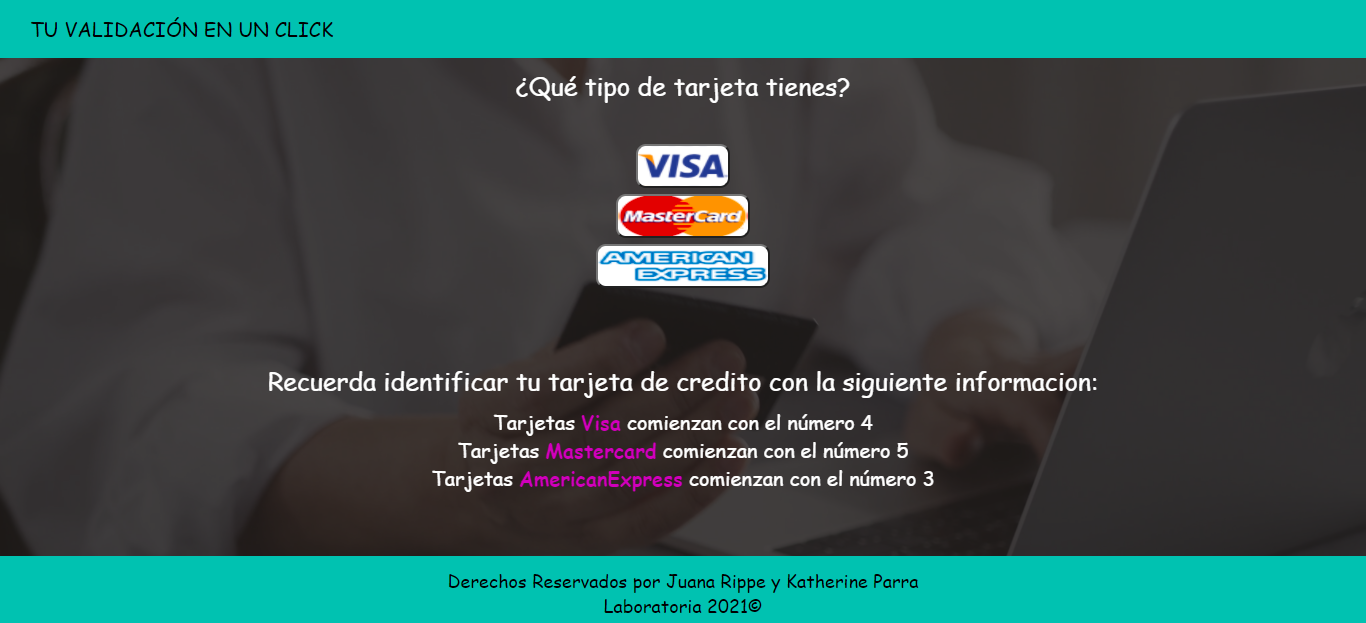 TU VALIDACIÓN EN UN CLICK
¿Qué tipo de tarjeta tienes?
VISA
MasterCard
AMERICAN
EXPRESS
Recuerda identificar tu tarjeta de credito con la siguiente informacion:
Tarjetas Visa comienzan con el número 4
Tarjetas Mastercard comienzan con el número 5
Tarjetas AmericanExpress comienzan con el número 3
Derechos Reservados por Juana Rippe y Katherine Parra
Laboratoria 2021©